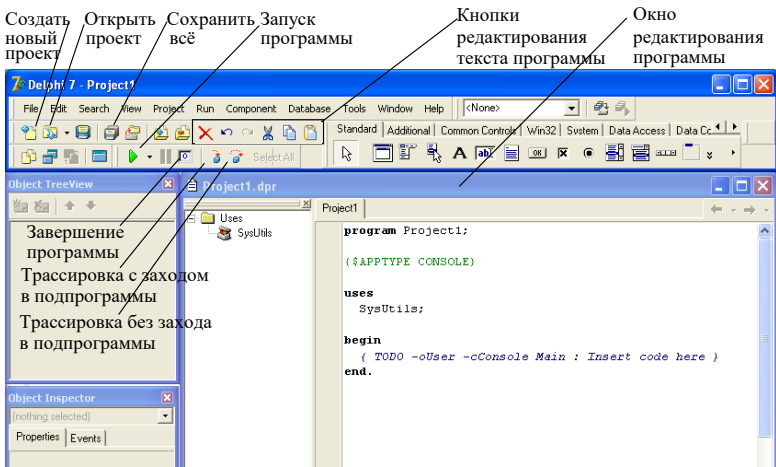 Создать
новый
проект
Открыть
проект
Сохранить
всё
Запуск
программы
Кнопки
редактирования
текста программы
Окно
редактирования
программы
Delphi 7 - Project1
File Edit Search View Project Run Component Database Tools Window Help <None>
Standard Additional Common Controls Win32 System Data Access Data Cc
Select All
Object TreeView
Project1.dpr
Uses
SysUtils
Project1
Завершение
программы
Трассировка с заходом
в подпрограммы
Трассировка без захода
в подпрограммы
program Project1;
{$APPTYPE CONSOLE}
uses
SysUtils;
begin
{ TODO -oUser -cConsole Main : Insert code here }
end.
Object Inspector
(nothing selected)
Properties Events